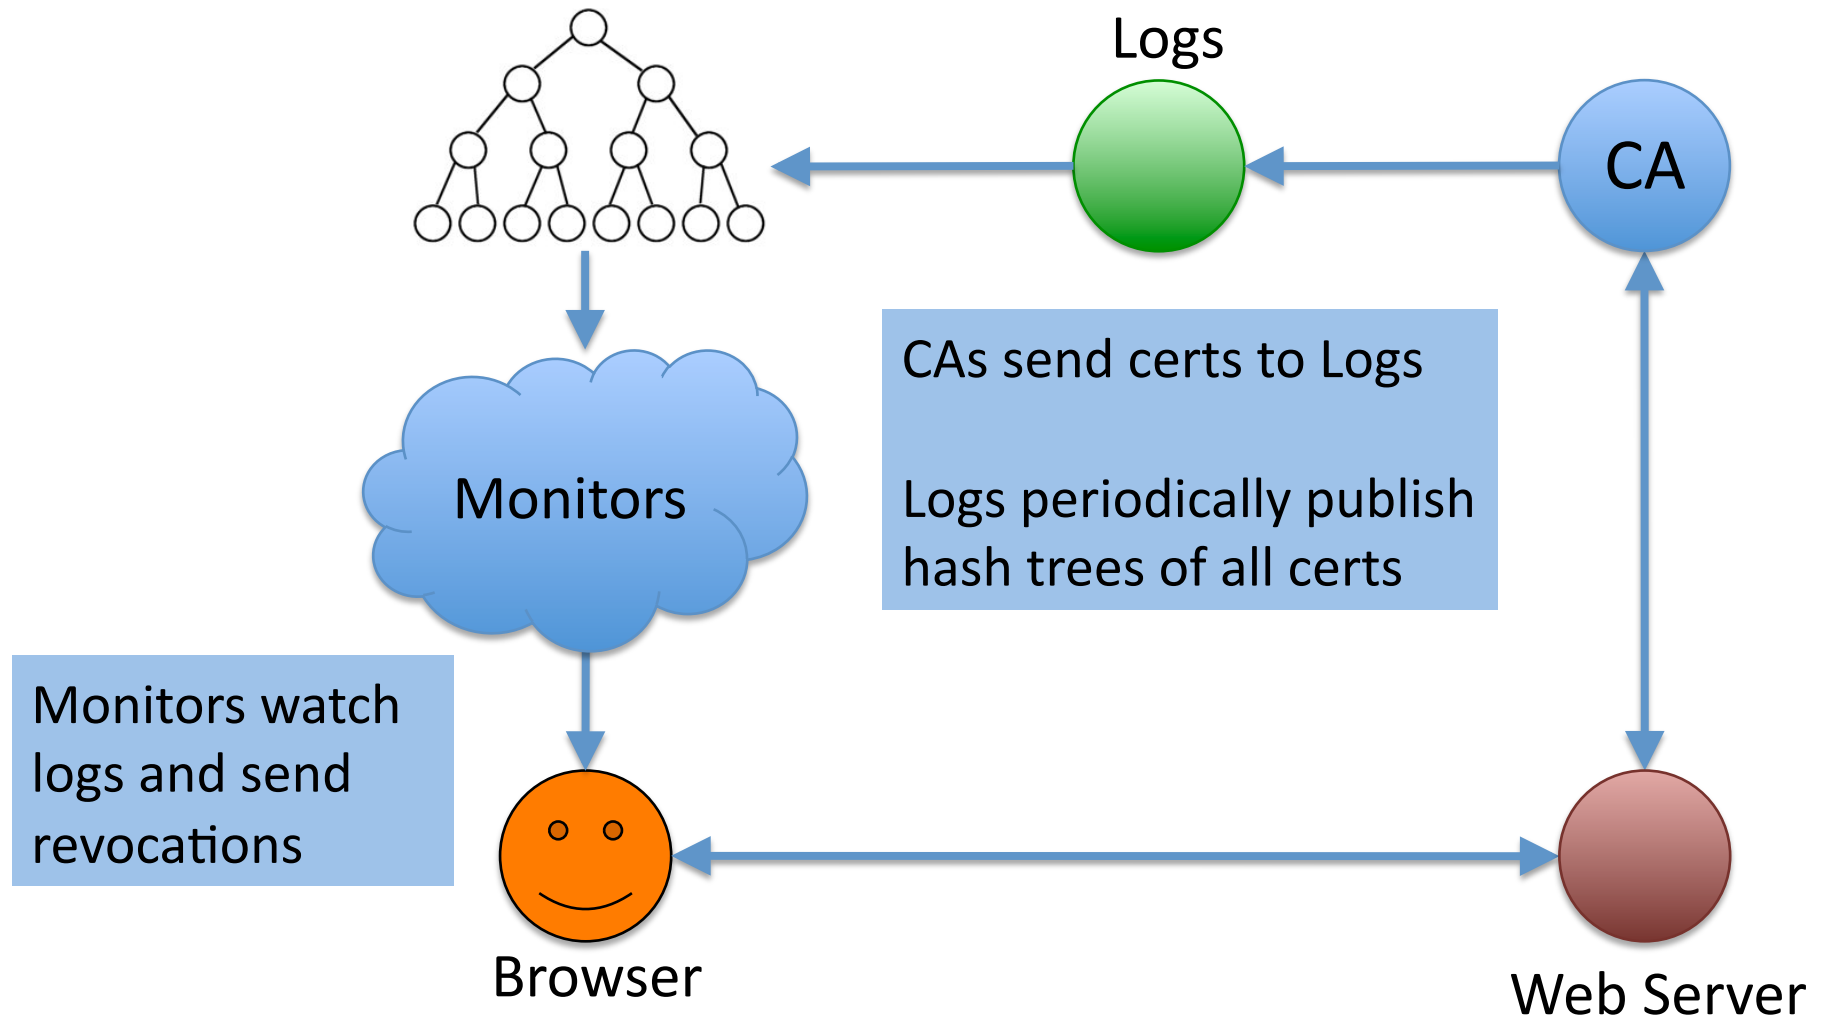 Logs
CA
CAs send certs to Logs
Logs periodically publish
hash trees of all certs
Monitors
Monitors watch
logs and send
revocations
Browser
Web Server